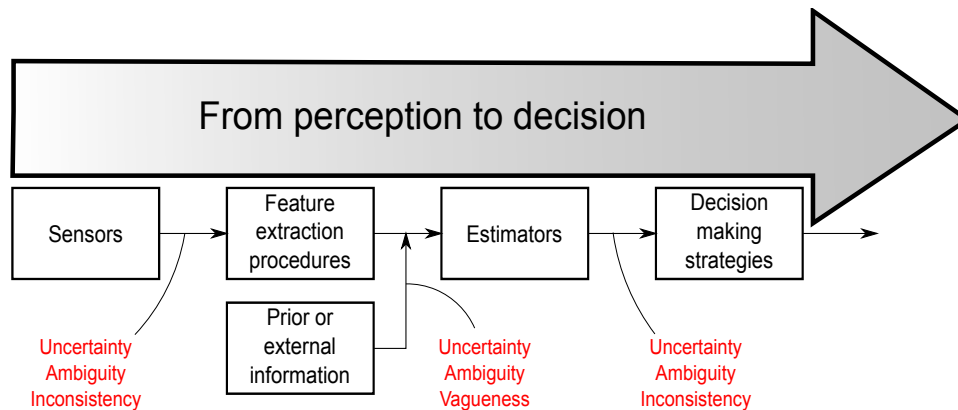 From perception to decision
Sensors
Feature
extraction
procedures
Estimators
Decision
making
strategies
Prior or
external
information
Uncertainty
Ambiguity
Inconsistency
Uncertainty
Ambiguity
Vagueness
Uncertainty
Ambiguity
Inconsistency